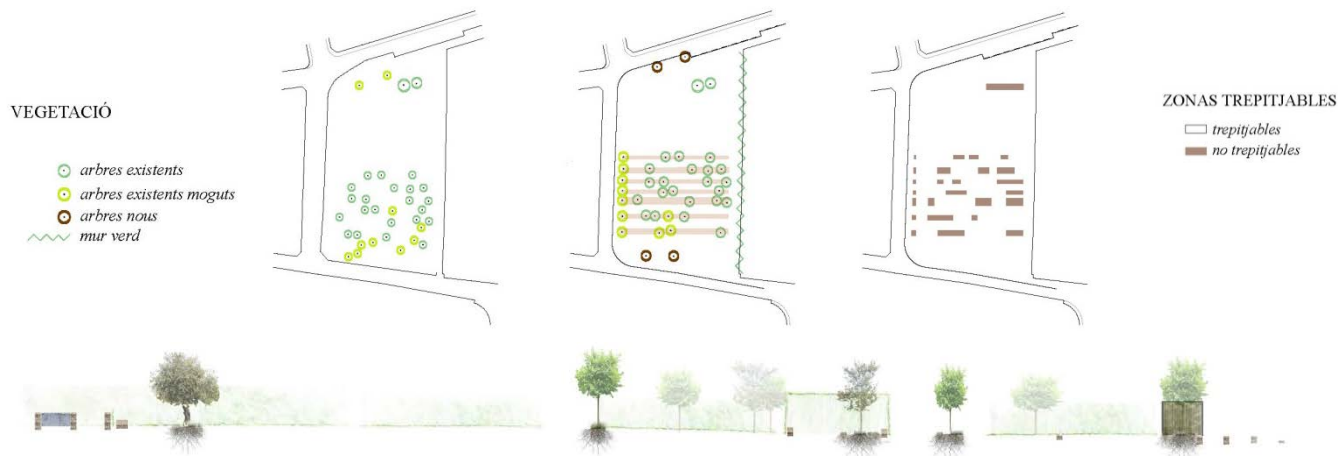 VEGETACIÓ
arbres existents
arbres existents moguts
arbres nous
mur verd
ZONAS TREPITJABLES
trepitjables
no trepitjables